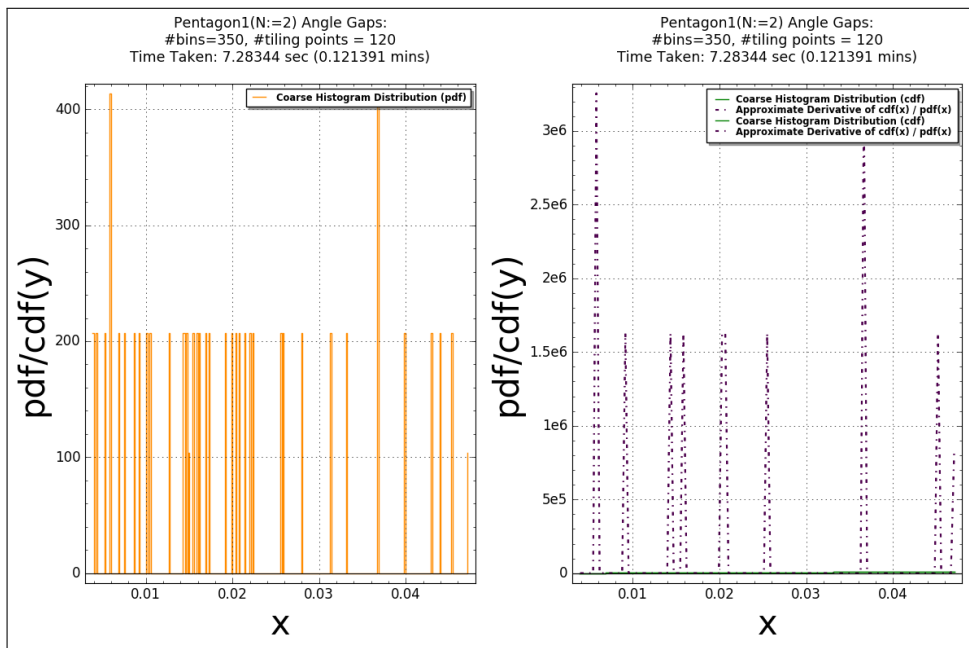 Pentagon1(N:=2) Angle Gaps:
#bins=350, #tiling points = 120
Time Taken: 7.28344 sec (0.121391 mins)
Coarse Histogram Distribution (pdf)
400
300
200
100
0
pdf/cdf(y)
0.01
0.02
0.03
0.04
x
Pentagon1(N:=2) Angle Gaps:
#bins=350, #tiling points = 120
Time Taken: 7.28344 sec (0.121391 mins)
Coarse Histogram Distribution (cdf)
Approximate Derivative of cdf(x) / pdf(x)
Coarse Histogram Distribution (cdf)
Approximate Derivative of cdf(x) / pdf(x)
3e6
2.5e6
2e6
1.5e6
1e6
5e5
0
pdf/cdf(y)
0.01
0.02
0.03
0.04
x